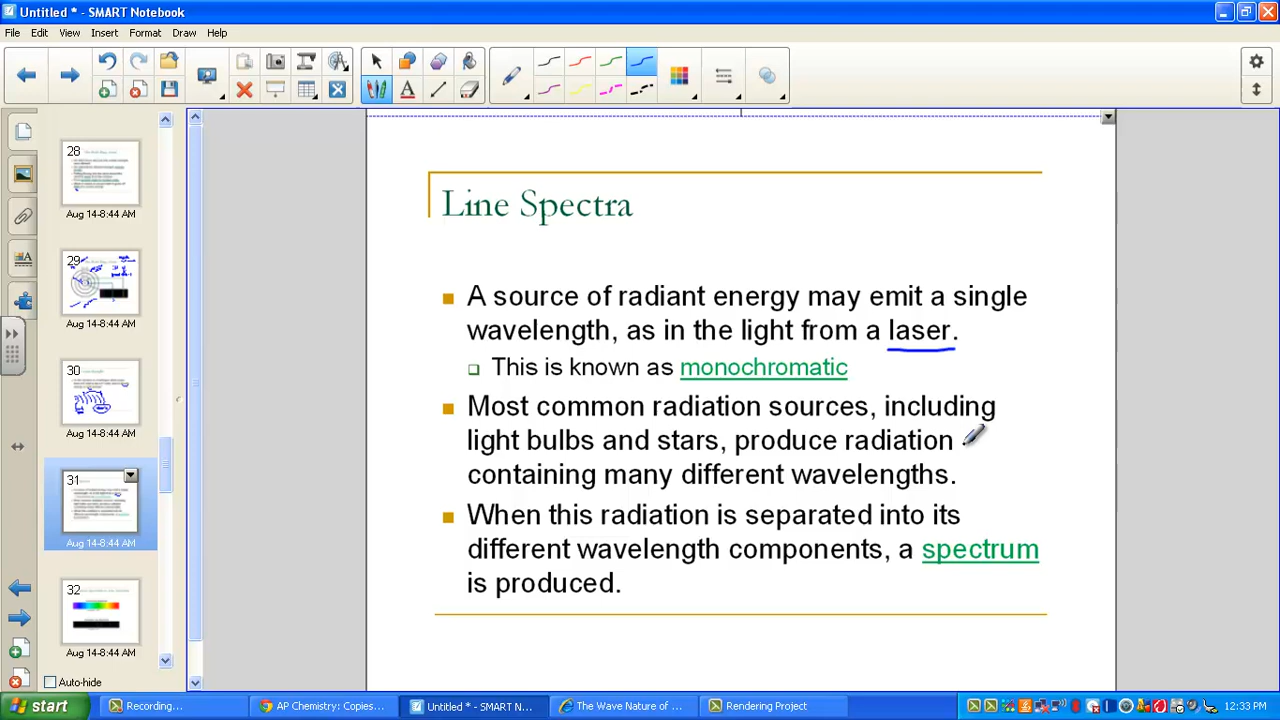 Untitled * - SMART Notebook
File Edit View Insert Format Draw Help
28
Aug 14-8:44 AM
29
Aug 14-8:44 AM
30
Aug 14-8:44 AM
31
Aug 14-8:44 AM
32
Aug 14-8:44 AM
Auto-hide
Line Spectra
A source of radiant energy may emit a single
wavelength, as in the light from a laser.
This is known as monochromatic
Most common radiation sources, including
light bulbs and stars, produce radiation
containing many different wavelengths.
When this radiation is separated into its
different wavelength components, a spectrum
is produced.
start Recording... AP Chemistry: Copies... Untitled * - SMART N... The Wave Nature of ... Rendering Project 12:33 PM